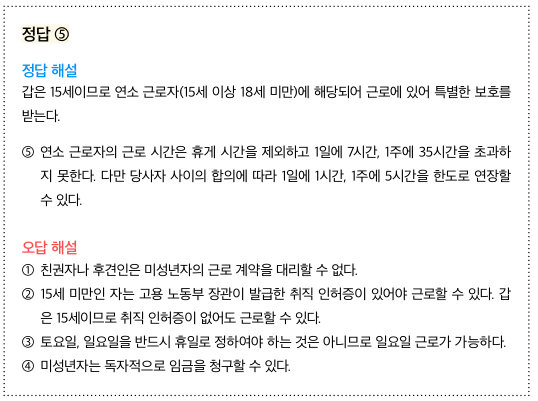 정답 ⑤
정답 해설
갑은 15세이므로 연소 근로자(15세 이상 18세 미만)에 해당되어 근로에 있어 특별한 보호를
받는다.
⑤ 연소 근로자의 근로 시간은 휴게 시간을 제외하고 1일에 7시간, 1주에 35시간을 초과하
지 못한다. 다만 당사자 사이의 합의에 따라 1일에 1시간, 1주에 5시간을 한도로 연장할
수 있다.
오답 해설
① 친권자나 후견인은 미성년자의 근로 계약을 대리할 수 없다.
② 15세 미만인 자는 고용 노동부 장관이 발급한 취직 인허증이 있어야 근로할 수 있다. 갑
은 15세이므로 취직 인허증이 없어도 근로할 수 있다.
③ 토요일, 일요일을 반드시 휴일로 정하여야 하는 것은 아니므로 일요일 근로가 가능하다.
④ 미성년자는 독자적으로 임금을 청구할 수 있다.